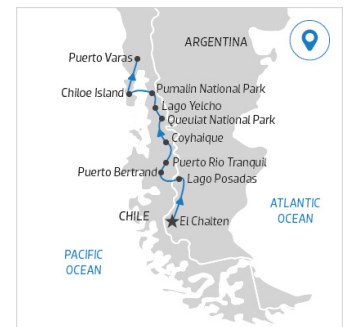 ARGENTINA
Puerto Varas
Chiloe Island
Pumalin National Park
Lago Yelcho
Queulat National Park
Coyhaique
Puerto Rio Tranquil
Puerto Bertrand
Lago Posadas
CHILE
El Chalten
ATLANTIC
OCEAN
PACIFIC
OCEAN